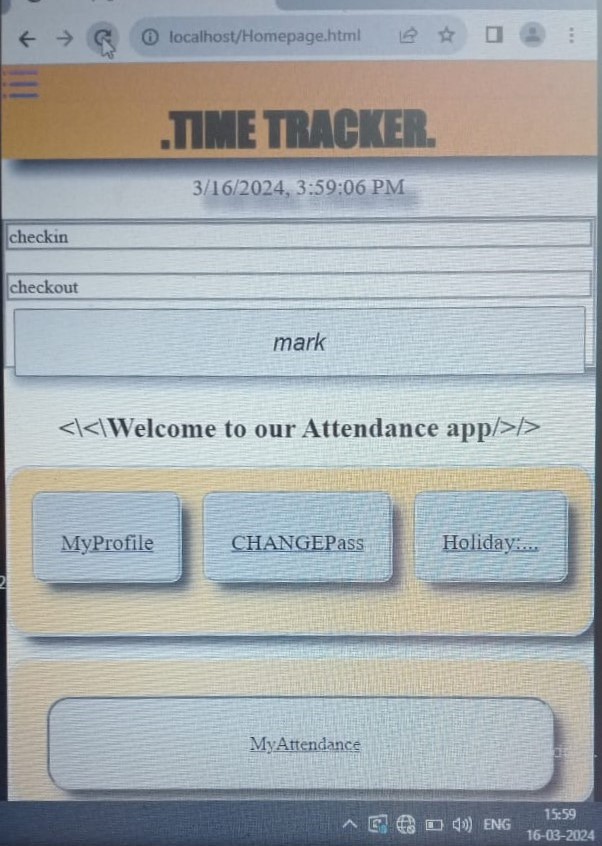 localhost/Homepage.html
.TIME TRACKER.
3/16/2024, 3:59:06 PM
checkin
checkout
mark
<\<\Welcome to our Attendance app/>/>
MyProfile CHANGEPass Holiday:...
MyAttendance
ENG 15:59
16-03-2024